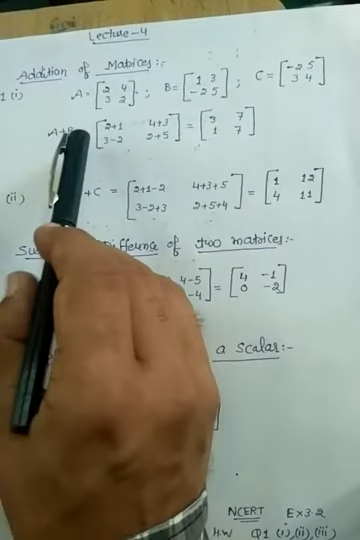 Lecture-4
Addition of Matrices:-
1 (i) A = [2 4; 3 2] ; B = [1 3; -2 5] ; C = [-2 5; 3 4]
[2+1 4+3; 3-2 2+5] = [3 7; 1 7]
(ii) +C = [2+1-2 4+3+5; 3-2+3 2+5+4] = [1 12; 4 11]
Difference of two matrices:-
4-5 -4] = [4 -1; 0 -2]
a Scalar:-
NCERT Ex 3.2
H.W Q1 (i),(ii),(iii)